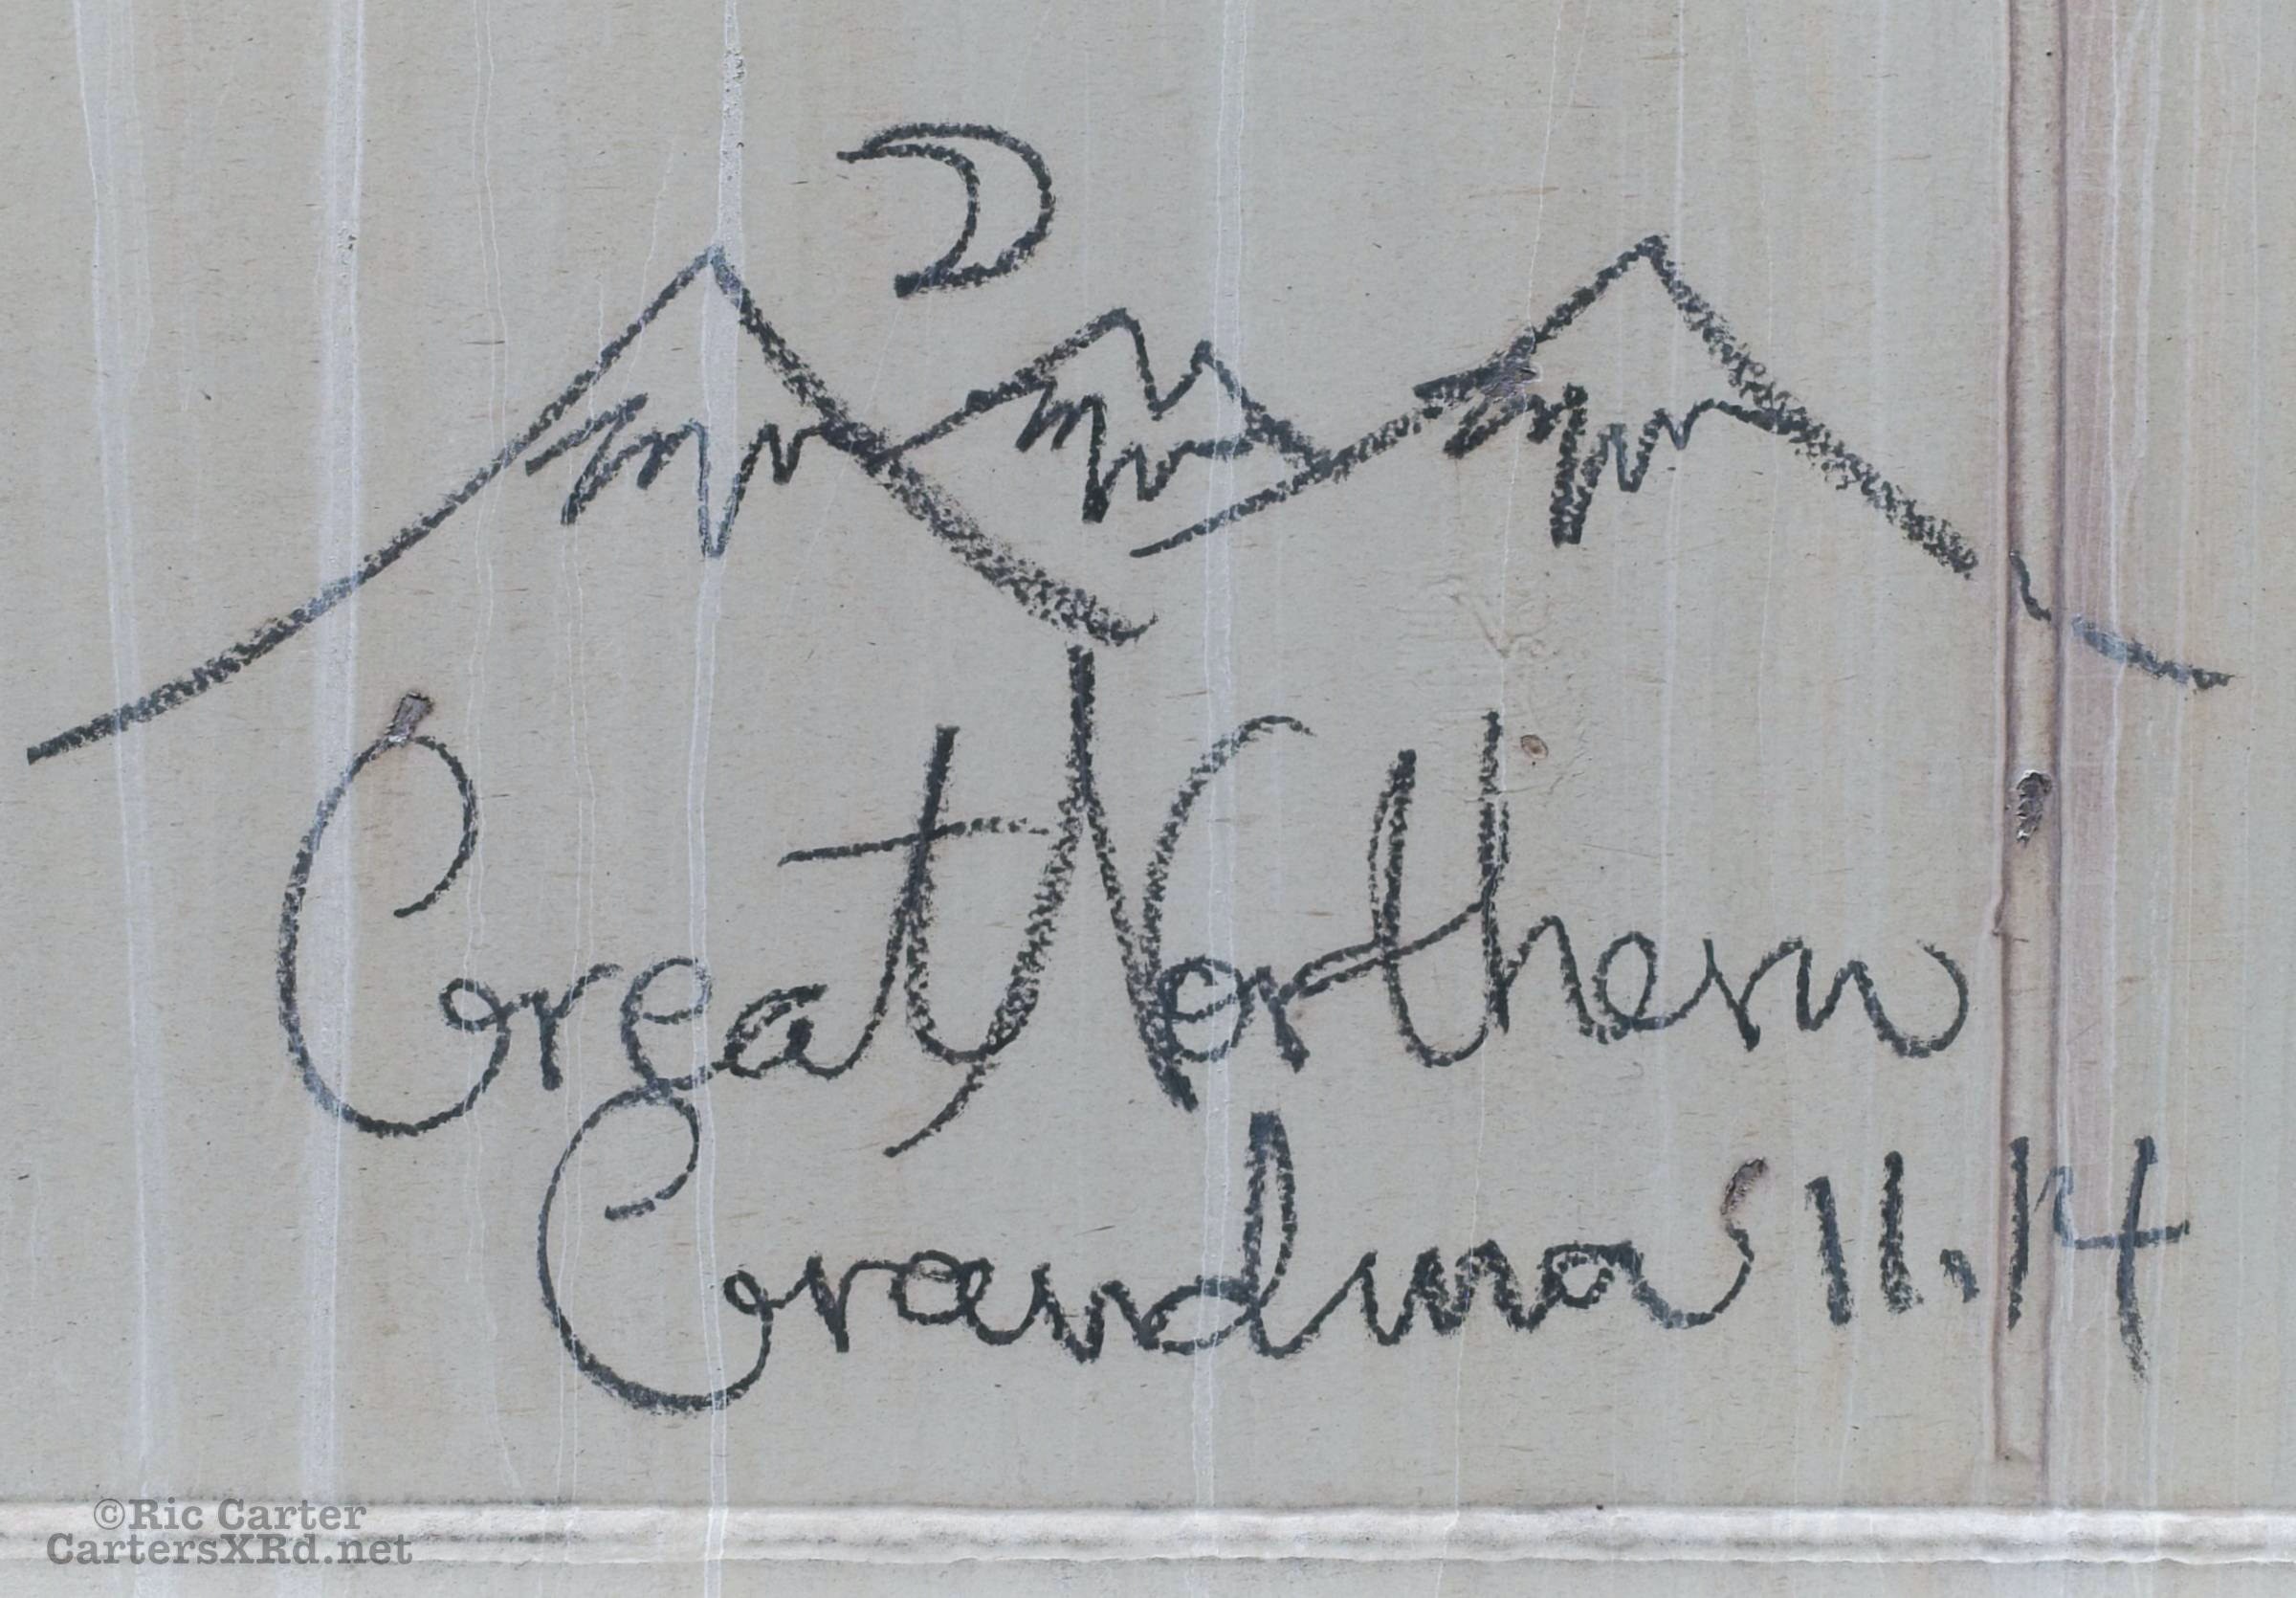 Great Northern
Grandma 11.14
©Ric Carter
CartersXRd.net